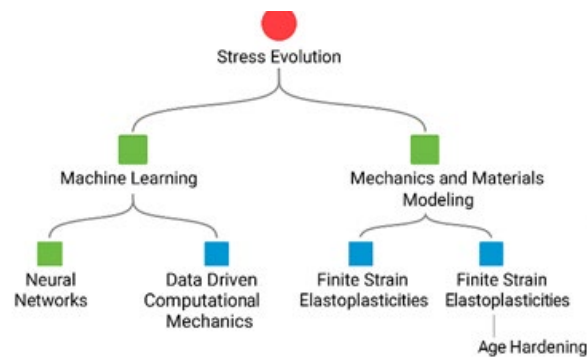 Stress Evolution
Machine Learning
Mechanics and Materials
Modeling
Neural
Networks
Data Driven
Computational
Mechanics
Finite Strain
Elastoplasticities
Finite Strain
Elastoplasticities
Age Hardening